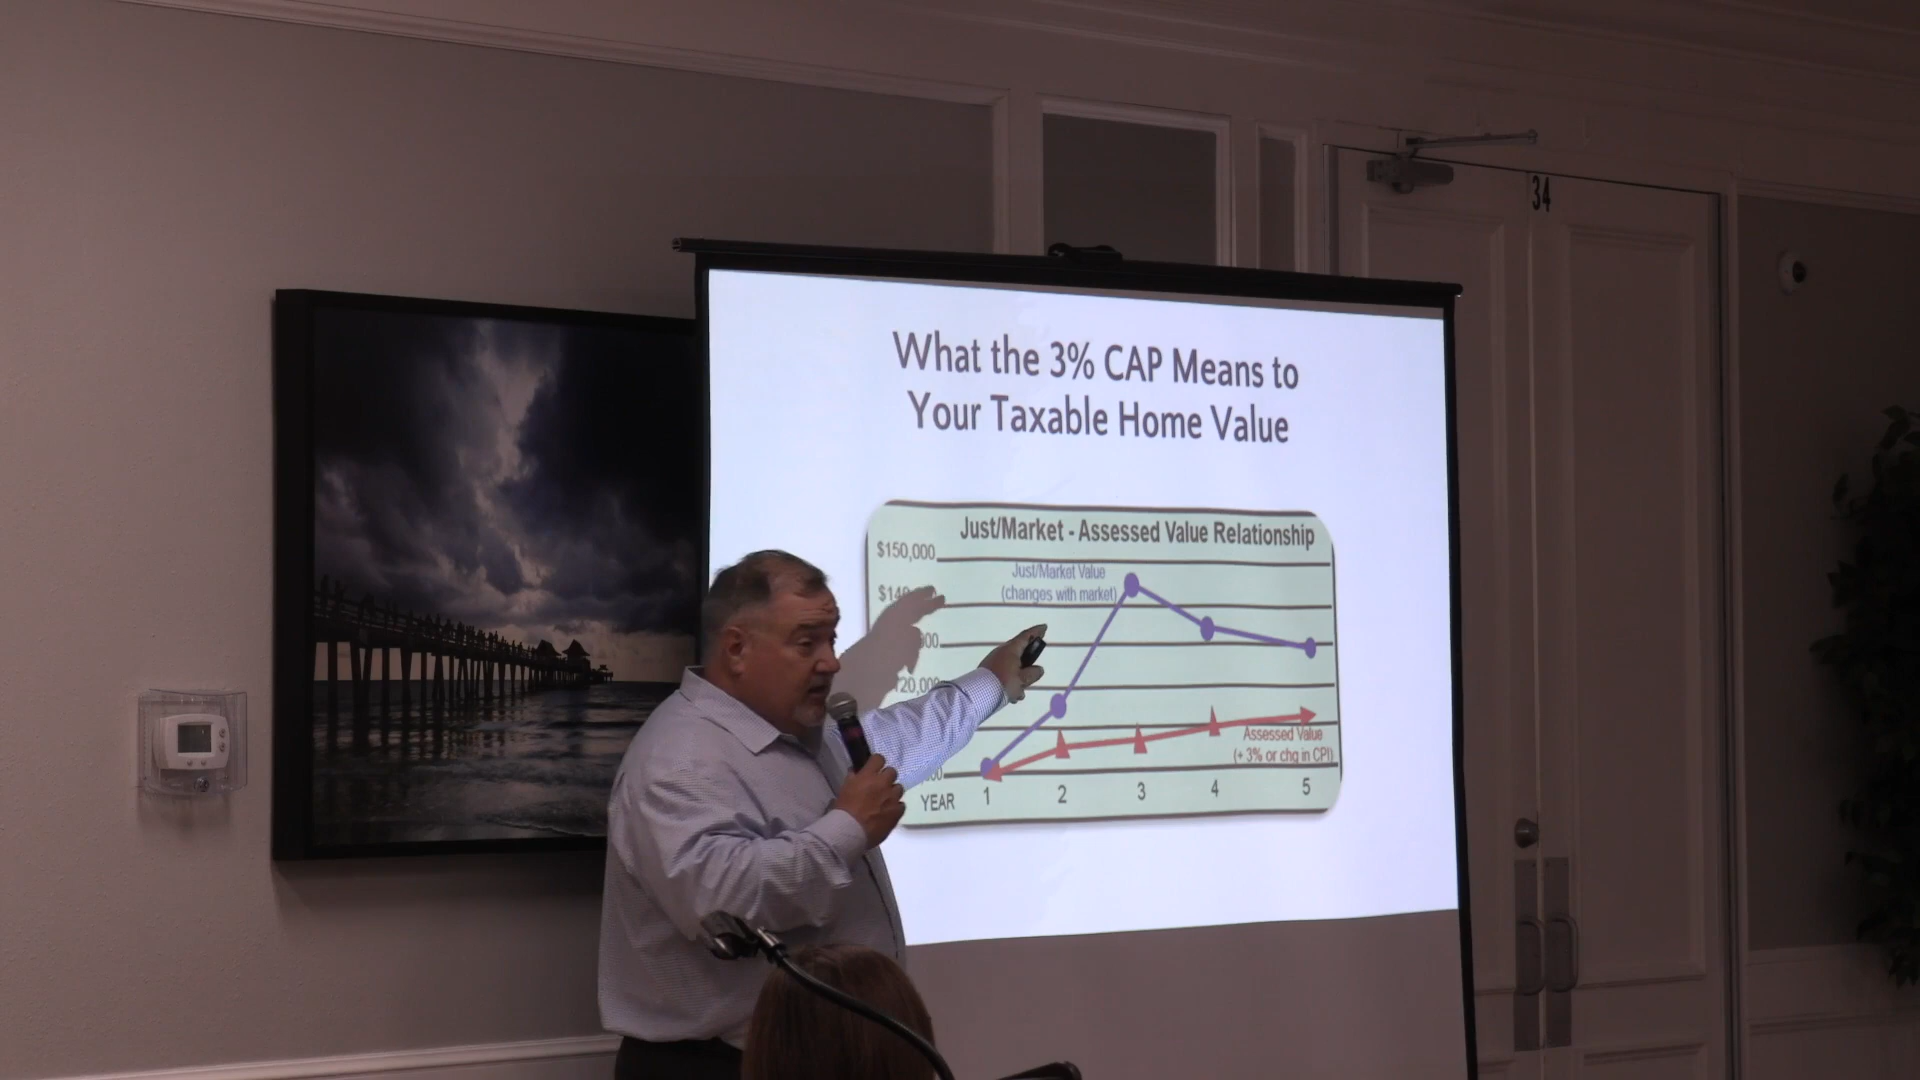 34
What the 3% CAP Means to
Your Taxable Home Value
Just/Market - Assessed Value Relationship
$150,000
Just/Market Value
(changes with market)
Assessed Value
(+ 3% or chg in CPI)
YEAR 1 2 3 4 5